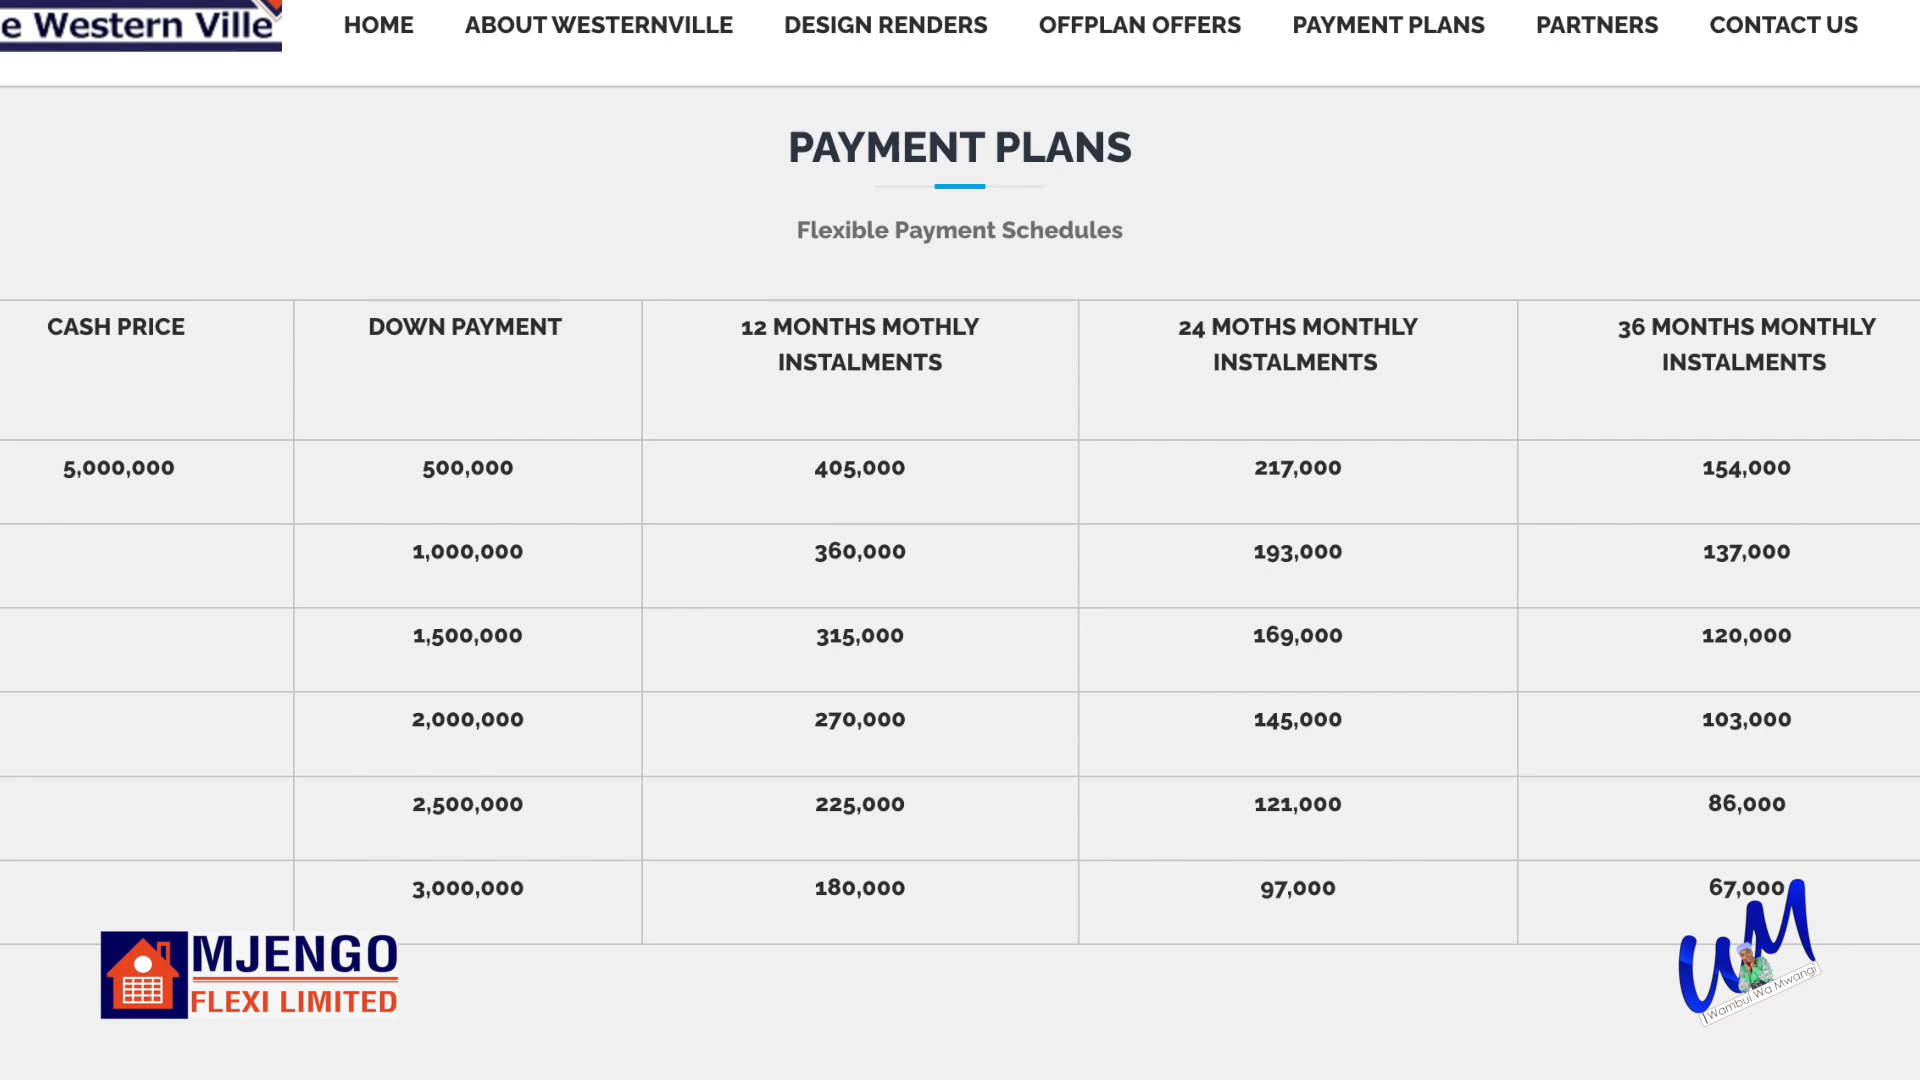 e Western Ville
HOME ABOUT WESTERNVILLE DESIGN RENDERS OFFPLAN OFFERS PAYMENT PLANS PARTNERS CONTACT US
PAYMENT PLANS
Flexible Payment Schedules
CASH PRICE DOWN PAYMENT 12 MONTHS MOTHLY INSTALMENTS 24 MOTHS MONTHLY INSTALMENTS 36 MONTHS MONTHLY INSTALMENTS
5,000,000 500,000 405,000 217,000 154,000
1,000,000 360,000 193,000 137,000
1,500,000 315,000 169,000 120,000
2,000,000 270,000 145,000 103,000
2,500,000 225,000 121,000 86,000
3,000,000 180,000 97,000 67,000
MJENGO
FLEXI LIMITED
WM
Wambui Wa Mwangi